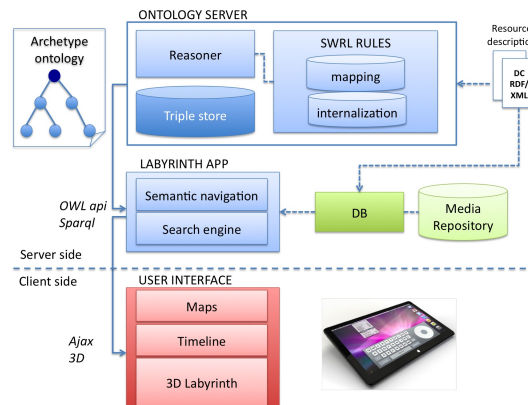 ONTOLOGY SERVER
Archetype
ontology
Reasoner
SWRL RULES
mapping
internalization
Triple store
Resource
descripti
DC
RDF/
XML
LABYRINTH APP
Semantic navigation
Search engine
OWL api
Sparql
DB
Media
Repository
Server side
Client side
USER INTERFACE
Maps
Timeline
3D Labyrinth
Ajax
3D